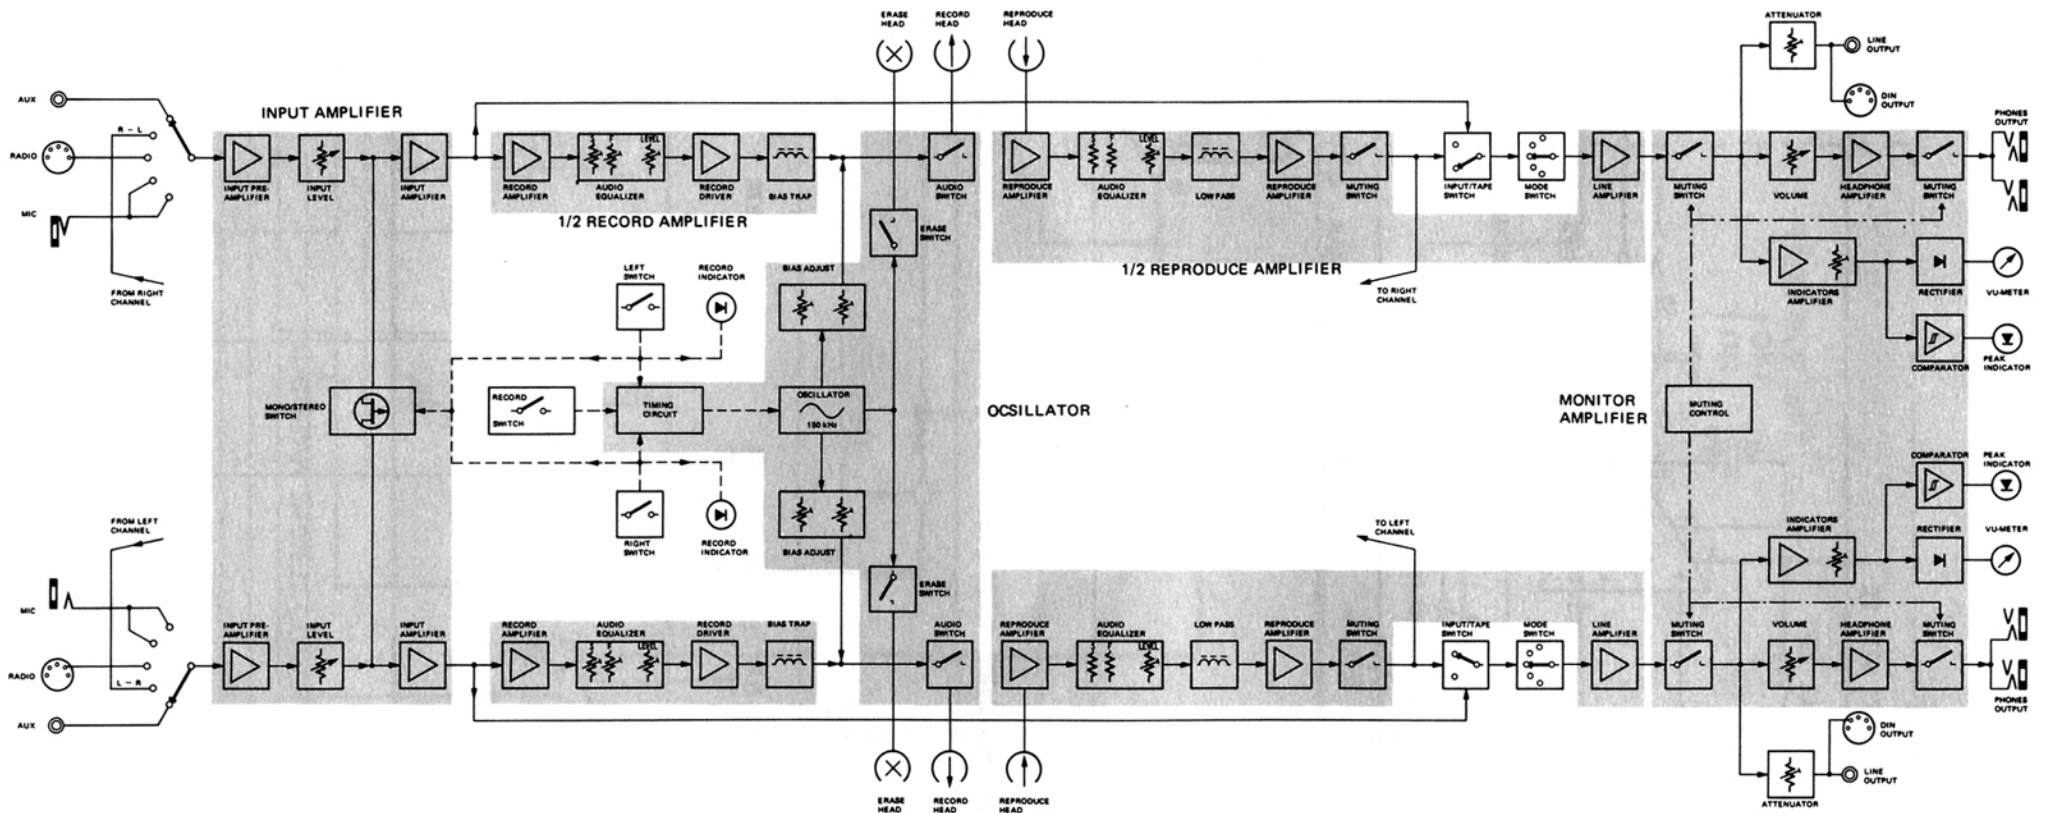 ERASE
HEAD
RECORD
HEAD
REPRODUCE
HEAD
ATTENUATOR
LINE
OUTPUT
DIN
OUTPUT
AUX
R – L
RADIO
MIC
FROM RIGHT
CHANNEL
INPUT AMPLIFIER
INPUT PRE-
AMPLIFIER
INPUT
LEVEL
INPUT
AMPLIFIER
S F LEVEL
RECORD
AMPLIFIER
AUDIO
EQUALIZER
RECORD
DRIVER
BIAS TRAP
1/2 RECORD AMPLIFIER
AUDIO
SWITCH
ERASE
SWITCH
S F LEVEL
REPRODUCE
AMPLIFIER
AUDIO
EQUALIZER
LOW PASS
REPRODUCE
AMPLIFIER
MUTING
SWITCH
1/2 REPRODUCE AMPLIFIER
TO RIGHT
CHANNEL
INPUT/TAPE
SWITCH
MODE
SWITCH
LINE
AMPLIFIER
MUTING
SWITCH
VOLUME
HEADPHONE
AMPLIFIER
MUTING
SWITCH
PHONES
OUTPUT
INDICATORS
AMPLIFIER
RECTIFIER
VU-METER
COMPARATOR
PEAK
INDICATOR
LEFT
SWITCH
RECORD
INDICATOR
BIAS ADJUST
MONO/STEREO
SWITCH
RECORD
SWITCH
TIMING
CIRCUIT
OSCILLATOR
150 kHz
OCSILLATOR
MONITOR
AMPLIFIER
MUTING
CONTROL
RIGHT
SWITCH
RECORD
INDICATOR
BIAS ADJUST
COMPARATOR
PEAK
INDICATOR
INDICATORS
AMPLIFIER
RECTIFIER
VU-METER
FROM LEFT
CHANNEL
MIC
RADIO
L – R
AUX
INPUT PRE-
AMPLIFIER
INPUT
LEVEL
INPUT
AMPLIFIER
RECORD
AMPLIFIER
AUDIO
EQUALIZER
S F LEVEL
RECORD
DRIVER
BIAS TRAP
ERASE
SWITCH
AUDIO
SWITCH
TO LEFT
CHANNEL
REPRODUCE
AMPLIFIER
AUDIO
EQUALIZER
S F LEVEL
LOW PASS
REPRODUCE
AMPLIFIER
MUTING
SWITCH
INPUT/TAPE
SWITCH
MODE
SWITCH
LINE
AMPLIFIER
MUTING
SWITCH
VOLUME
HEADPHONE
AMPLIFIER
MUTING
SWITCH
PHONES
OUTPUT
DIN
OUTPUT
LINE
OUTPUT
ATTENUATOR
ERASE
HEAD
RECORD
HEAD
REPRODUCE
HEAD